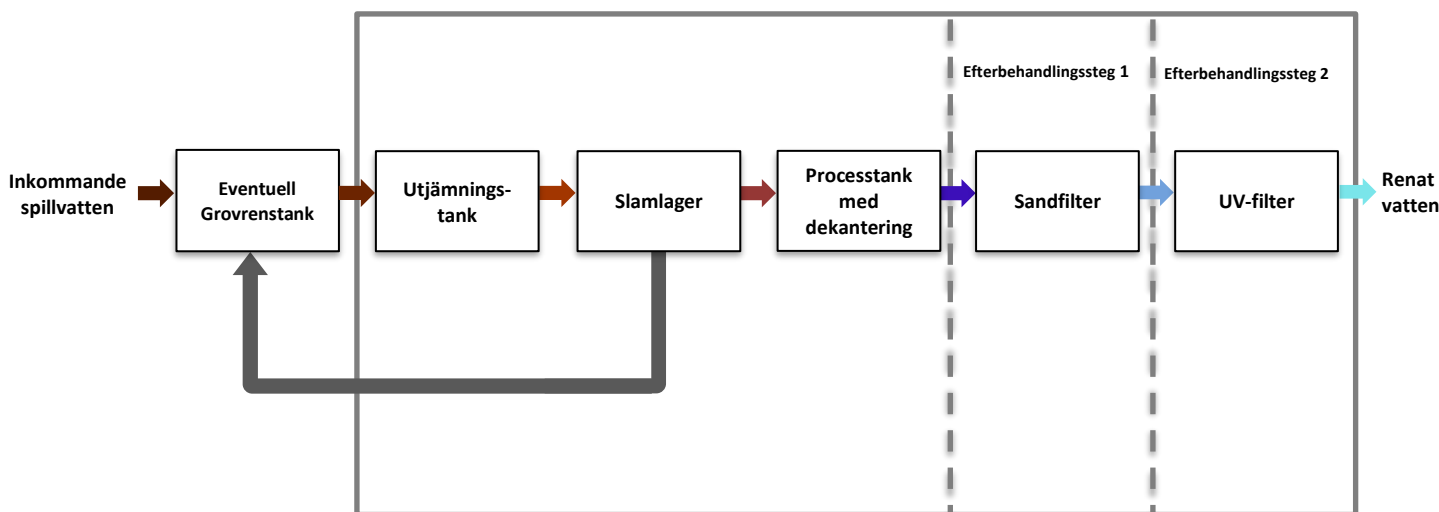 Efterbehandlingssteg 1
Efterbehandlingssteg 2
Inkommande
spillvatten
Eventuell
Grovrenstank
Utjämnings-
tank
Slamlager
Processtank
med
dekantering
Sandfilter
UV-filter
Renat
vatten